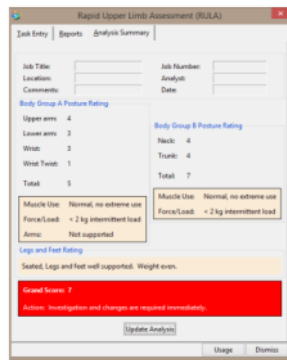 Rapid Upper Limb Assessment (RULA)
Task Entry Reports Analysis Summary
Job Title: Job Number:
Location: Analyst:
Comments: Date:
Body Group A Posture Rating
Upper arm: 4
Lower arm: 3
Wrist: 3
Wrist Twist: 1
Total: 5
Muscle Use: Normal, no extreme use
Force/Load: < 2 kg intermittent load
Arms: Not supported
Body Group B Posture Rating
Neck: 4
Trunk: 4
Total: 7
Muscle Use: Normal, no extreme use
Force/Load: < 2 kg intermittent load
Legs and Feet Rating
Seated, Legs and feet well supported. Weight even.
Grand Score: 7
Action: Investigation and changes are required immediately.
Update Analysis
Usage Dismiss